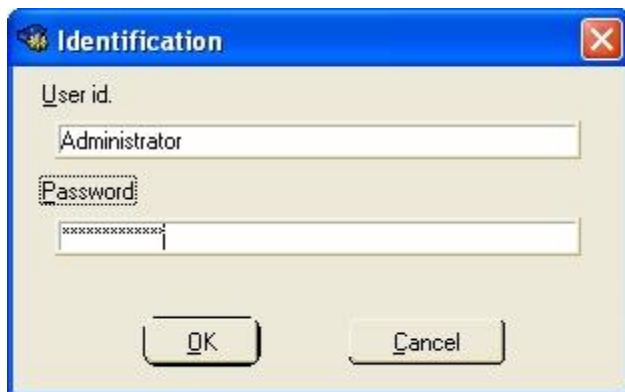 Identification
User id.
Administrator
Password
*************
OK
Cancel